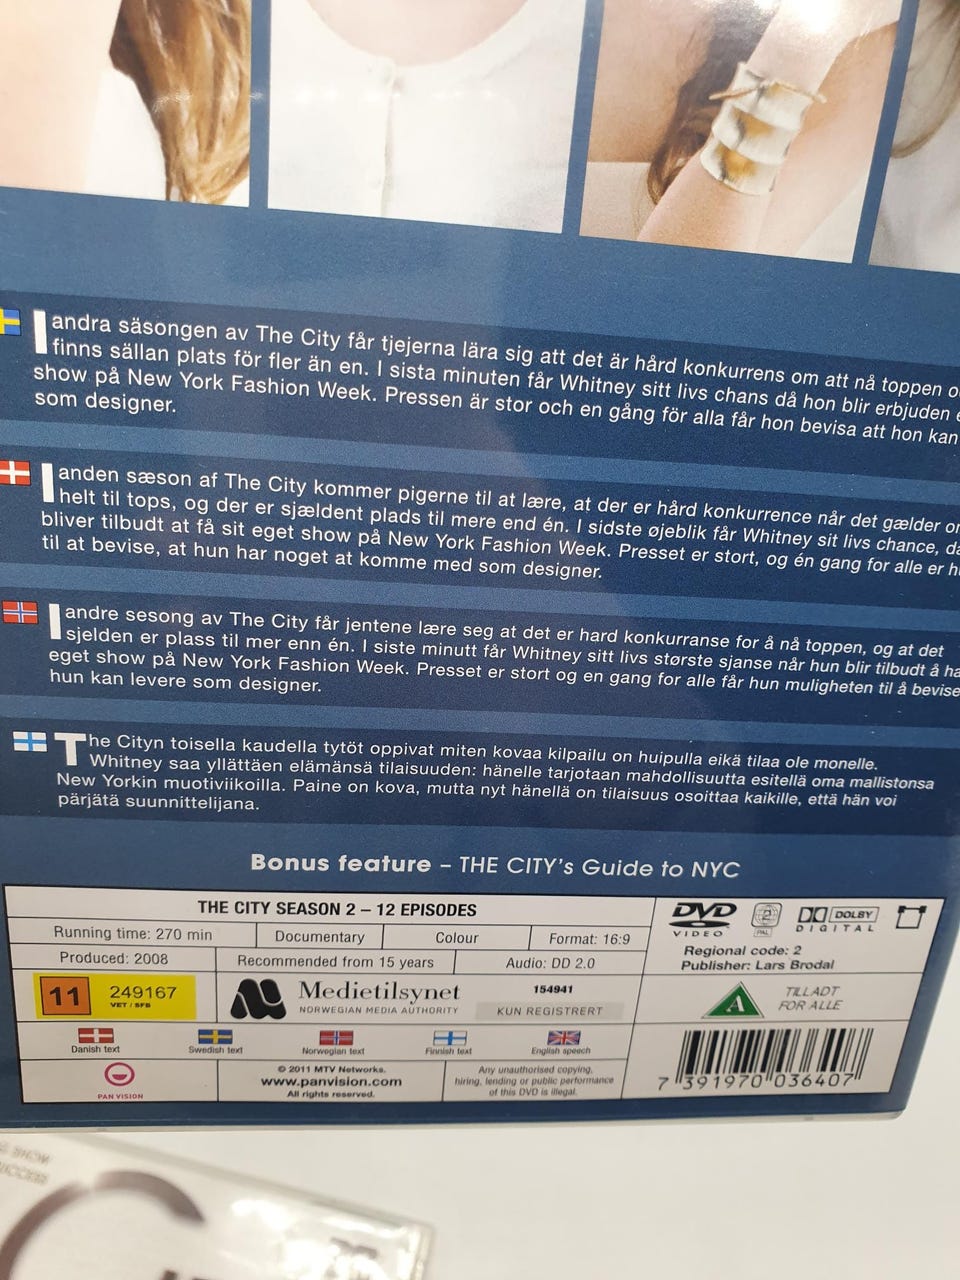 I andra säsongen av The City får tjejerna lära sig att det är hård konkurrens om att nå toppen
finns sällan plats för fler än en. I sista minuten får Whitney sitt livs chans då hon blir erbjuden
show på New York Fashion Week. Pressen är stor och en gång för alla får hon bevisa att hon kan
som designer.
I anden sæson af The City kommer pigerne til at lære, at der er hård konkurrence når det gælder
helt til tops, og der er sjældent plads til mere end én. I sidste øjeblik får Whitney sit livs chance,
bliver tilbudt at få sit eget show på New York Fashion Week. Presset er stort, og én gang for alle er
til at bevise, at hun har noget at komme med som designer.
I andre sesong av The City får jentene lære seg at det er hard konkurranse for å nå toppen, og at det
sjelden er plass til mer enn én. I siste minutt får Whitney sitt livs største sjanse når hun blir tilbudt å ha
eget show på New York Fashion Week. Presset er stort og en gang for alle får hun muligheten til å bevise
hun kan levere som designer.
The Cityn toisella kaudella tytöt oppivat miten kovaa kilpailu on huipulla eikä tilaa ole monelle.
Whitney saa yllättäen elämänsä tilaisuuden: hänelle tarjotaan mahdollisuutta esitellä oma mallistonsa
New Yorkin muotiviikoilla. Paine on kova, mutta nyt hänellä on tilaisuus osoittaa kaikille, että hän voi
pärjätä suunnittelijana.
Bonus feature – THE CITY's Guide to NYC
THE CITY SEASON 2 – 12 EPISODES
Running time: 270 min Documentary Colour Format: 16:9
Produced: 2008 Recommended from 15 years Audio: DD 2.0
DVD VIDEO 2 PAL DOLBY DIGITAL
Regional code: 2
Publisher: Lars Brodal
11 249167
VET / SFB
Medietilsynet
NORWEGIAN MEDIA AUTHORITY
154941
KUN REGISTRERT
A TILLADT
FOR ALLE
Danish text Swedish text Norwegian text Finnish text English speech
PAN VISION
© 2011 MTV Networks.
www.panvision.com
All rights reserved.
Any unauthorised copying,
hiring, lending or public performance
of this DVD is illegal.
7 391970 036407